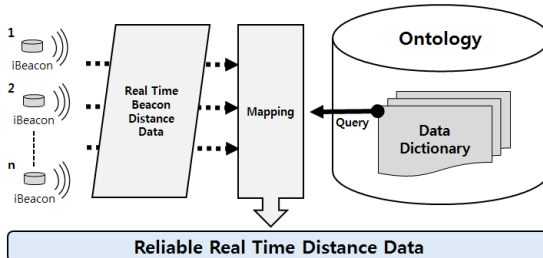 1
iBeacon
2
iBeacon
n
iBeacon
Real Time
Beacon
Distance
Data
Mapping
Ontology
Query
Data
Dictionary
Reliable Real Time Distance Data